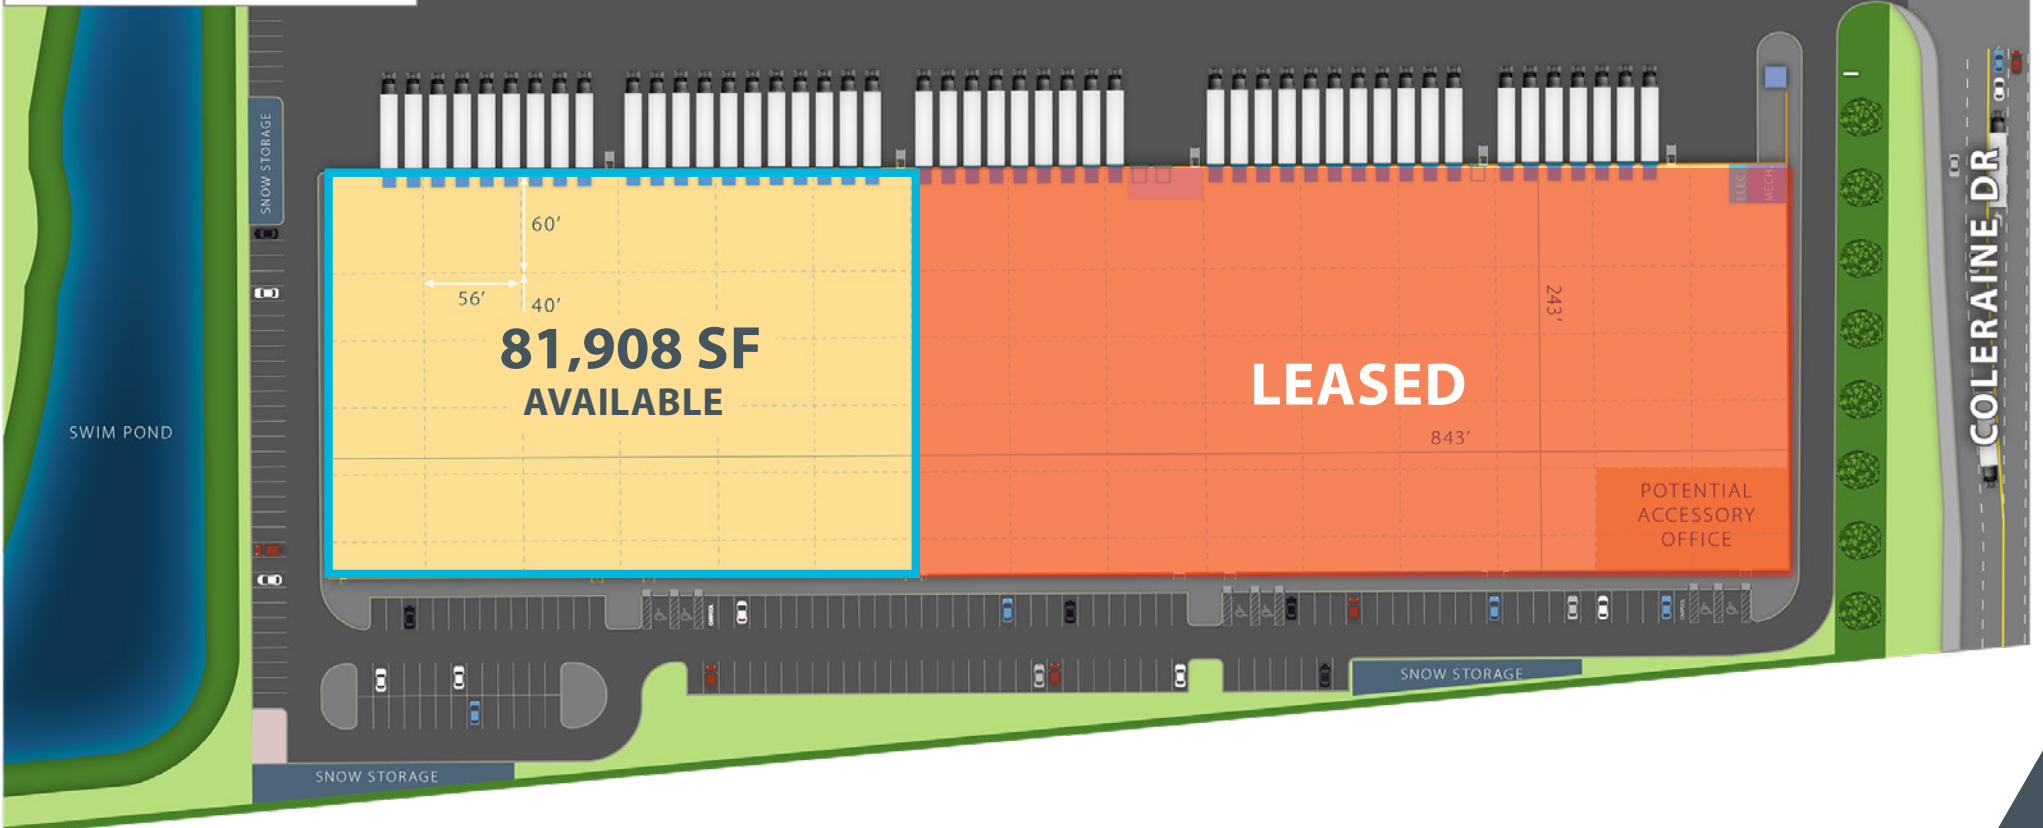 SNOW STORAGE
ELEC.
MECH.
60′
56′
40′
81,908 SF
AVAILABLE
243′
LEASED
843′
POTENTIAL
ACCESSORY
OFFICE
SWIM POND
COLERAINE DR
SNOW STORAGE
SNOW STORAGE